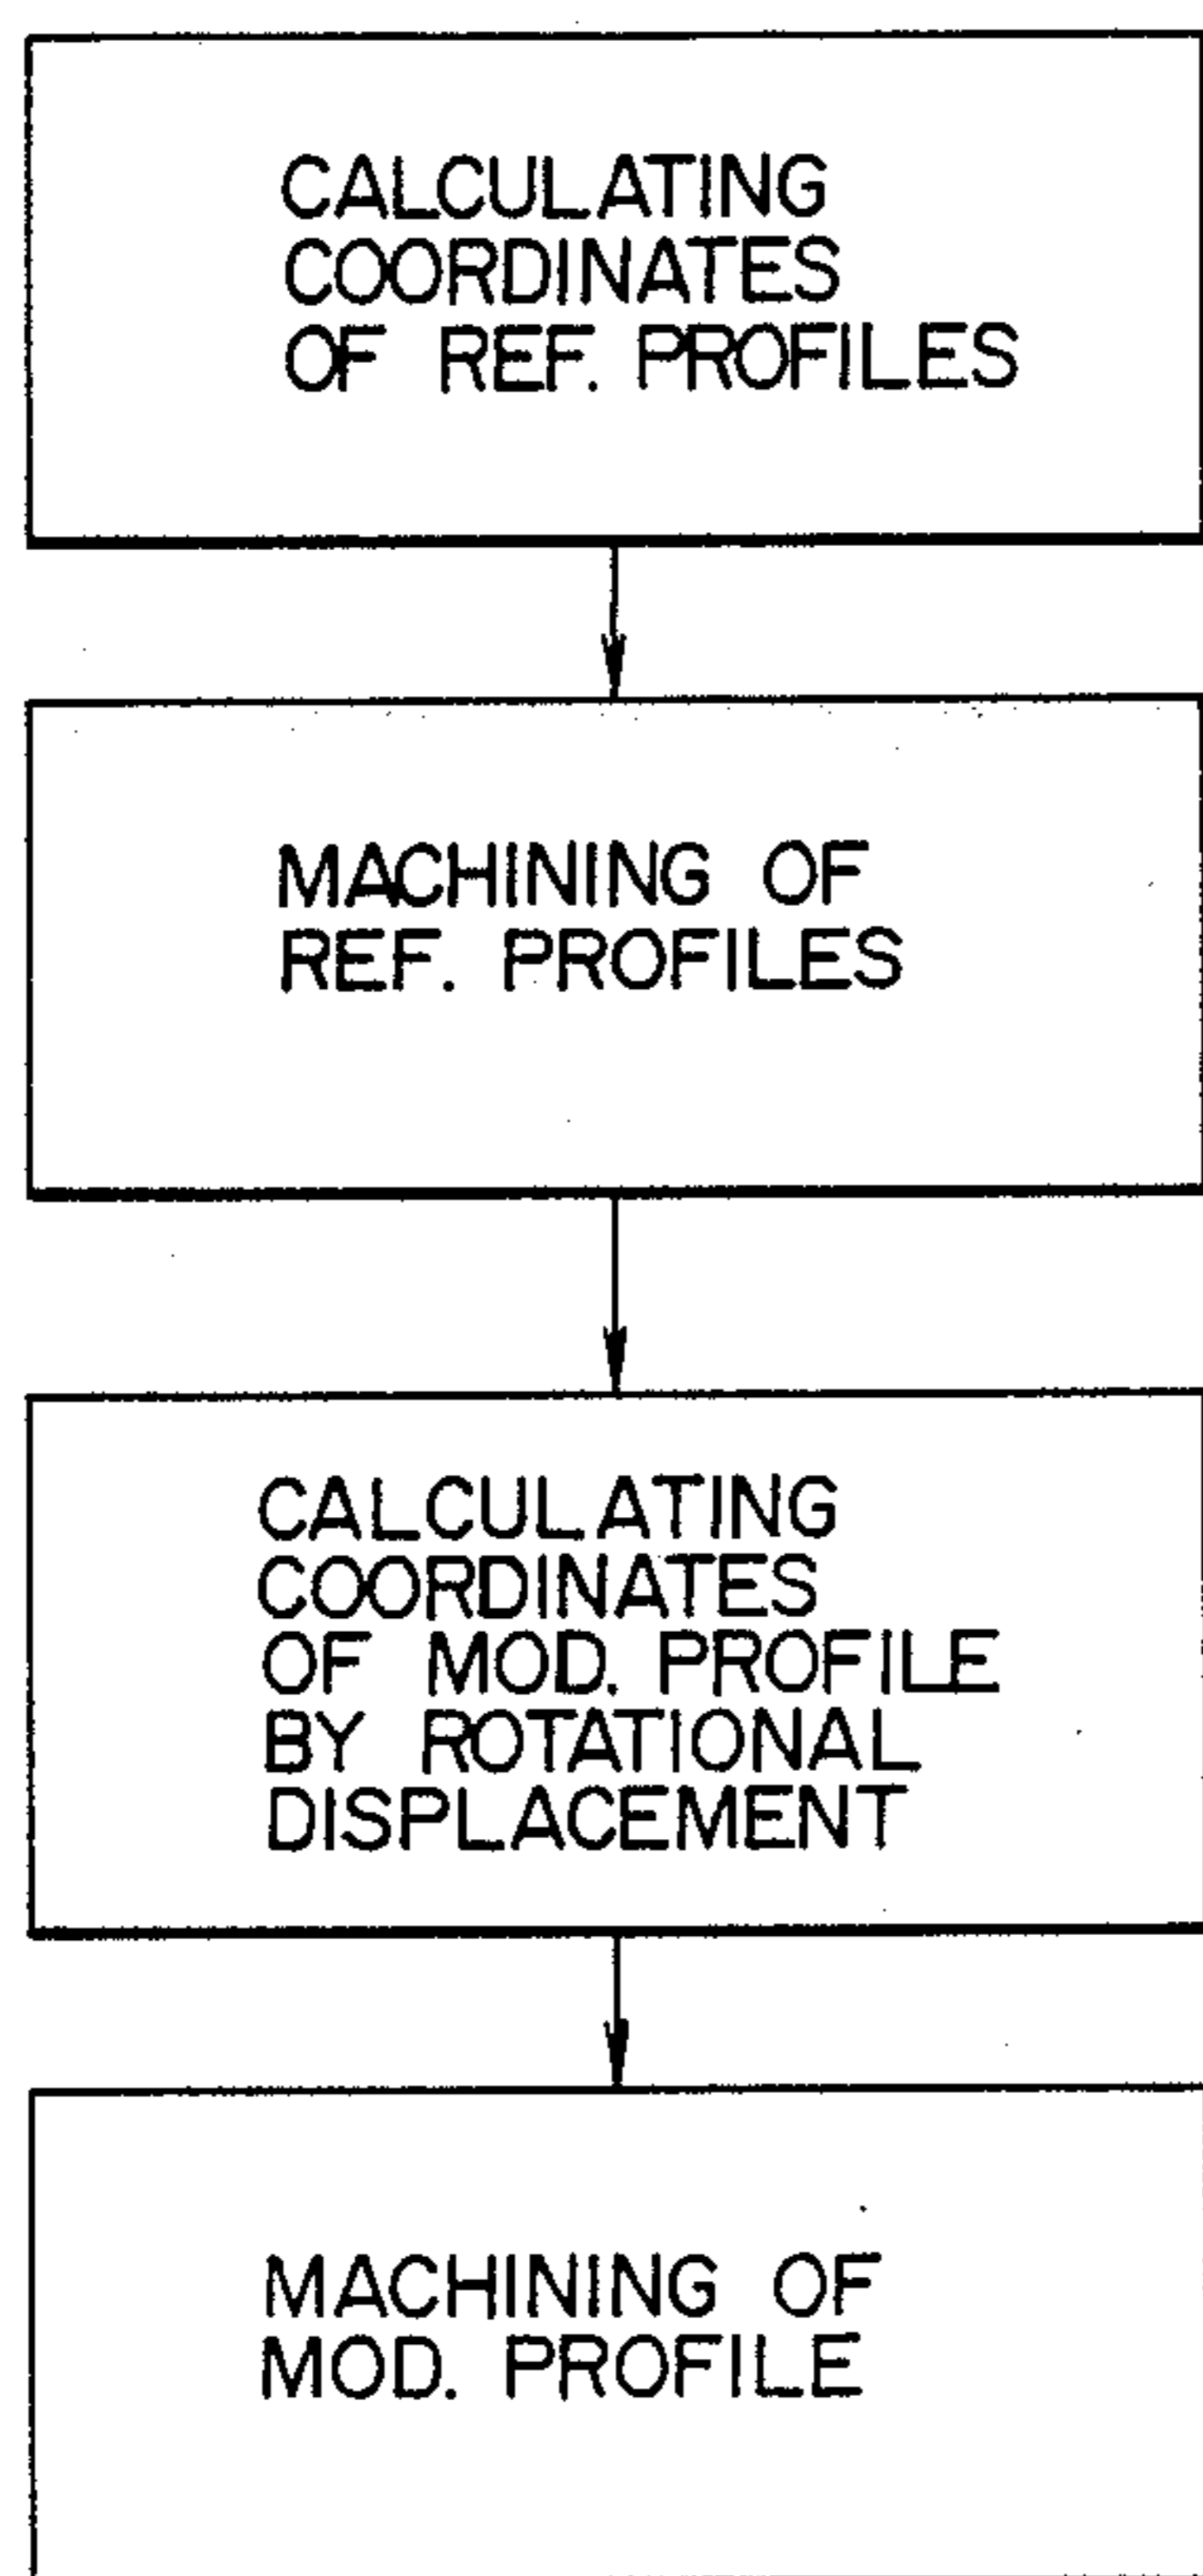 CALCULATING
COORDINATES
OF REF. PROFILES
MACHINING OF
REF. PROFILES
CALCULATING
COORDINATES
OF MOD. PROFILE
BY ROTATIONAL
DISPLACEMENT
MACHINING OF
MOD. PROFILE